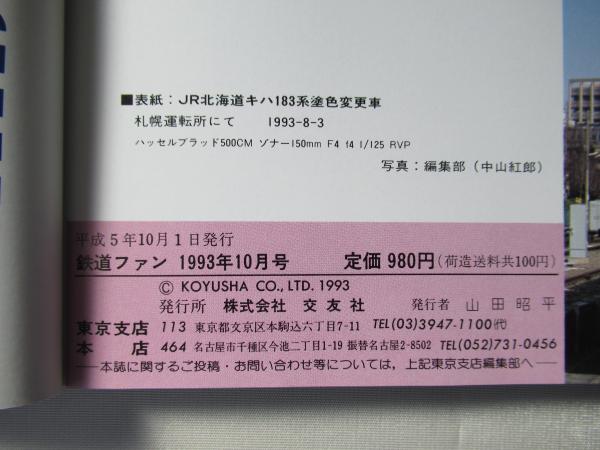 ■表紙：JR北海道キハ183系塗色変更車
札幌運転所にて 1993-8-3
ハッセルブラッド500CM ゾナー150mm F4 f4 1/125 RVP
写真：編集部（中山紅郎）
平成5年10月1日発行
鉄道ファン 1993年10月号 定価 980円（荷造送料共100円）
© KOYUSHA CO., LTD. 1993
発行所 株式会社 交友社 発行者 山田昭平
東京支店 113 東京都文京区本駒込六丁目7-11 TEL(03)3947-1100㈹
本店 464 名古屋市千種区今池二丁目1-19 振替名古屋2-8502 TEL(052)731-0456
―本誌に関するご投稿・お問い合わせ等については，上記東京支店編集部へ―